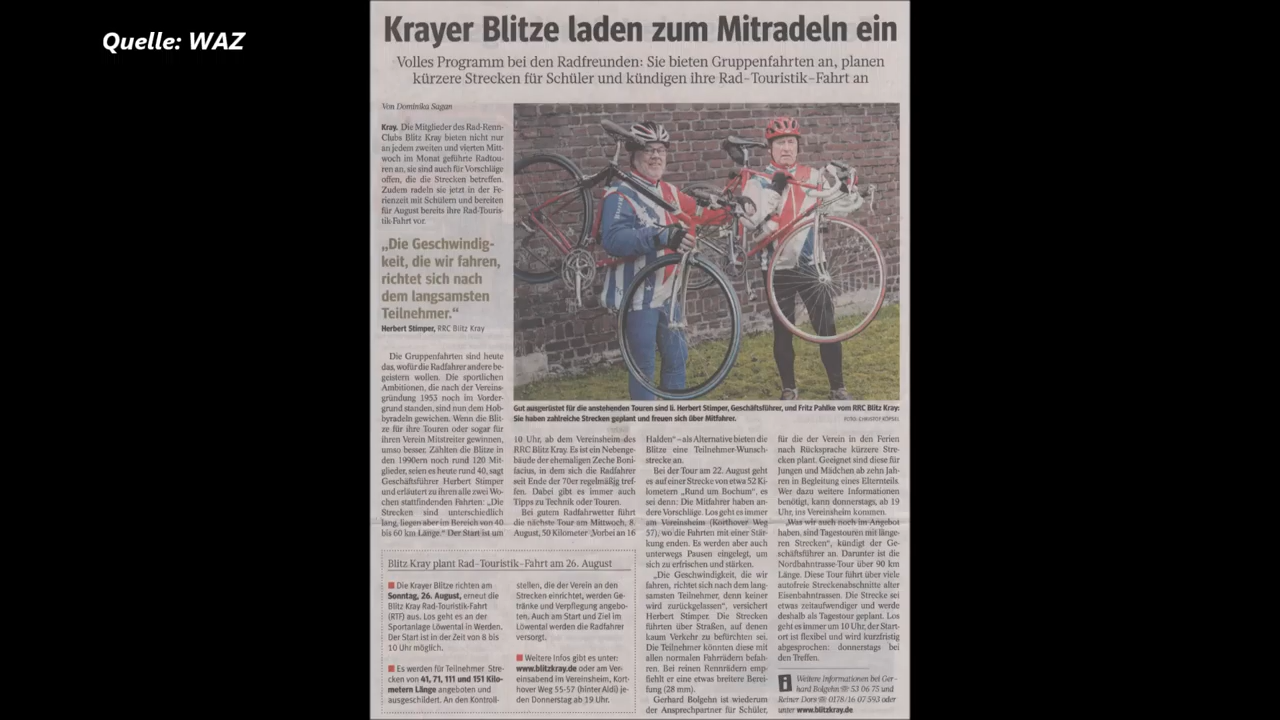 Quelle: WAZ
Krayer Blitze laden zum Mitradeln ein
Volles Programm bei den Radfreunden: Sie bieten Gruppenfahrten an, planen
kürzere Strecken für Schüler und kündigen ihre Rad-Touristik-Fahrt an
Von Dominika Sagan
Kray. Die Mitglieder des Rad-Renn-
Clubs Blitz Kray bieten nicht nur
an jedem zweiten und vierten Mitt-
woch im Monat geführte Radtou-
ren an, sie sind auch für Vorschläge
offen, die die Strecken betreffen.
Zudem radeln sie jetzt in der Fe-
rienzeit mit Schülern und bereiten
für August bereits ihre Rad-Touris-
tik-Fahrt vor.
„Die Geschwindig-
keit, die wir fahren,
richtet sich nach
dem langsamsten
Teilnehmer.“
Herbert Stimper, RRC Blitz Kray
Die Gruppenfahrten sind heute
das, wofür die Radfahrer andere be-
geistern wollen. Die sportlichen
Ambitionen, die nach der Vereins-
gründung 1953 noch im Vorder-
grund standen, sind nun dem Hob-
byradeln gewichen. Wenn die Blit-
ze für ihre Touren oder sogar für
ihren Verein Mitstreiter gewinnen,
umso besser. Zählten die Blitze in
den 1990ern noch rund 120 Mit-
glieder, seien es heute rund 40, sagt
Geschäftsführer Herbert Stimper
und erläutert zu ihren alle zwei Wo-
chen stattfindenden Fahrten: „Die
Strecken sind unterschiedlich
lang, liegen aber im Bereich von 40
bis 60 km Länge.“ Der Start ist um
Gut ausgerüstet für die anstehenden Touren sind li. Herbert Stimper, Geschäftsführer, und Fritz Pahlke vom RRC Blitz Kray:
Sie haben zahlreiche Strecken geplant und freuen sich über Mitfahrer.
FOTO: CHRISTOF KÖPSEL
10 Uhr, ab dem Vereinsheim des
RRC Blitz Kray. Es ist ein Nebenge-
bäude der ehemaligen Zeche Boni-
facius, in dem sich die Radfahrer
seit Ende der 70er regelmäßig tref-
fen. Dabei gibt es immer auch
Tipps zu Technik oder Touren.
Bei gutem Radfahrwetter führt
die nächste Tour am Mittwoch, 8.
August, 50 Kilometer „Vorbei an 16
Halden“ – als Alternative bieten die
Blitze eine Teilnehmer-Wunsch-
strecke an.
Bei der Tour am 22. August geht
es auf einer Strecke von etwa 52 Ki-
lometern „Rund um Bochum“, es
sei denn: Die Mitfahrer haben an-
dere Vorschläge. Los geht es immer
am Vereinsheim (Korthover Weg
57), wo die Fahrten mit einer Stär-
kung enden. Es werden aber auch
unterwegs Pausen eingelegt, um
sich zu erfrischen und stärken.
„Die Geschwindigkeit, die wir
fahren, richtet sich nach dem lang-
samsten Teilnehmer, denn keiner
wird zurückgelassen“, versichert
Herbert Stimper. Die Strecken
führten über Straßen, auf denen
kaum Verkehr zu befürchten sei.
Die Teilnehmer könnten diese mit
allen normalen Fahrrädern befah-
ren. Bei reinen Rennrädern emp-
fiehlt er eine etwas breitere Berei-
fung (28 mm).
Gerhard Bolgehn ist wiederum
der Ansprechpartner für Schüler,
für die der Verein in den Ferien
nach Rücksprache kürzere Stre-
cken plant. Geeignet sind diese für
Jungen und Mädchen ab zehn Jah-
ren in Begleitung eines Elternteils.
Wer dazu weitere Informationen
benötigt, kann donnerstags, ab 19
Uhr, ins Vereinsheim kommen.
„Was wir auch noch im Angebot
haben, sind Tagestouren mit länge-
ren Strecken“, kündigt der Ge-
schäftsführer an. Darunter ist die
Nordbahntrasse-Tour über 90 km
Länge. Diese Tour führt über viele
autofreie Streckenabschnitte alter
Eisenbahntrassen. Die Strecke sei
etwas zeitaufwendiger und werde
deshalb als Tagestour geplant. Los
geht es immer um 10 Uhr, der Start-
ort ist flexibel und wird kurzfristig
abgesprochen: donnerstags bei
den Treffen.
Weitere Informationen bei Ger-
hard Bolgehn ☎ 53 06 75 und
Reiner Dors ☎ 0178/16 07 593 oder
unter www.blitzkray.de
Blitz Kray plant Rad-Touristik-Fahrt am 26. August
Die Krayer Blitze richten am
Sonntag, 26. August, erneut die
Blitz Kray Rad-Touristik-Fahrt
(RTF) aus. Los geht es an der
Sportanlage Löwental in Werden.
Der Start ist in der Zeit von 8 bis
10 Uhr möglich.
Es werden für Teilnehmer Stre-
cken von 41, 71, 111 und 151 Kilo-
metern Länge angeboten und
ausgeschildert. An den Kontroll-
stellen, die der Verein an den
Strecken einrichtet, werden Ge-
tränke und Verpflegung angebo-
ten. Auch am Start und Ziel im
Löwental werden die Radfahrer
versorgt.
Weitere Infos gibt es unter:
www.blitzkray.de oder am Ver-
einsabend im Vereinsheim, Kort-
hover Weg 55-57 (hinter Aldi) je-
den Donnerstag ab 19 Uhr.